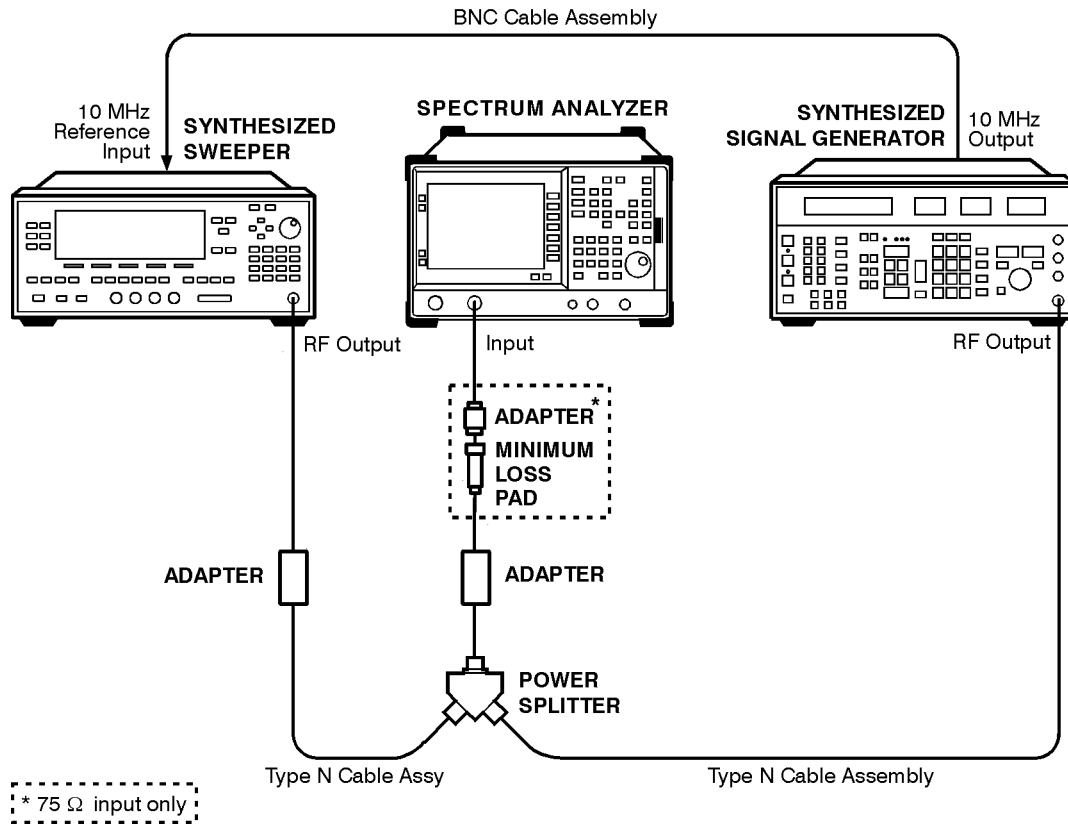 BNC Cable Assembly
10 MHz
Reference
Input
SYNTHESIZED
SWEEPER
SPECTRUM ANALYZER
SYNTHESIZED
SIGNAL GENERATOR
10 MHz
Output
RF Output
Input
RF Output
ADAPTER*
MINIMUM
LOSS
PAD
ADAPTER
ADAPTER
POWER
SPLITTER
Type N Cable Assy
Type N Cable Assembly
* 75 Ω input only